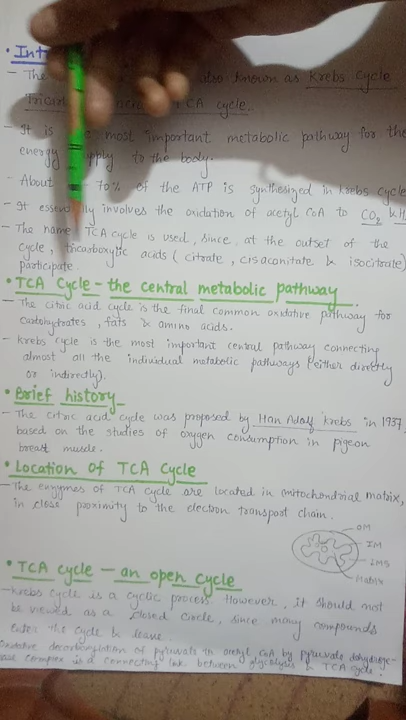 • Int
- The also known as Krebs cycle
TCA cycle.
- It is most important metabolic pathway for the
energy to the body.
- About 70% of the ATP is synthesized in krebs cycle
- It involves the oxidation of acetyl CoA to CO2 &
- The name TCA cycle is used, since, at the outset of the
cycle, tricarboxylic acids ( citrate, cisaconitate & isocitrate)
participate.
• TCA Cycle - the central metabolic pathway.
- The citric acid cycle is the final common oxidative pathway for
carbohydrates, fats & amino acids.
- Krebs cycle is the most important central pathway connecting
almost all the individual metabolic pathways (either directly
or indirectly).
• Brief history
- The citric acid cycle was proposed by Han Adolf krebs in 1937,
based on the studies of oxygen consumption in pigeon
breast muscle.
• Location of TCA Cycle
- The enzymes of TCA cycle are located in mitochondrial matrix,
in close proximity to the electron transport chain.
OM
IM
IMS
Matrix
• TCA cycle - an open cycle
- Krebs cycle is a cyclic process. However, it should not
be viewed as a closed circle, since many compounds
enter the cycle & leave.
Oxidative decarboxylation of pyruvate to acetyl CoA by pyruvate dehydroge-
nase complex is a connecting link between glycolysis & TCA cycle.